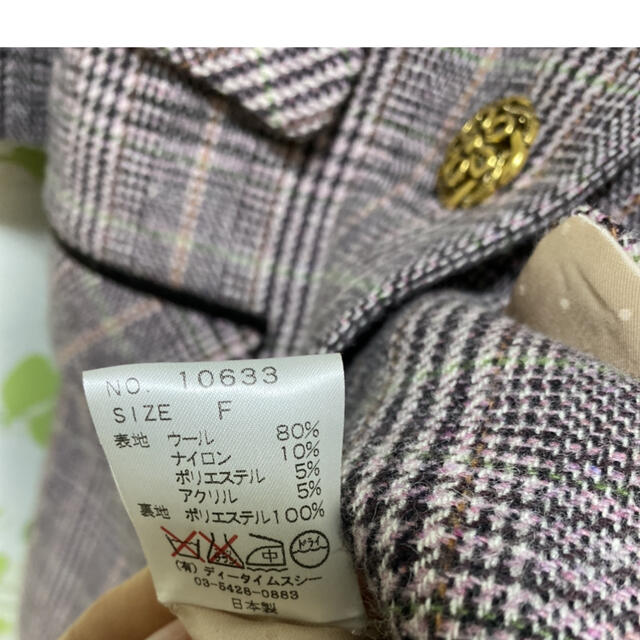 NO. 10633
SIZE F
表地 ウール 80%
ナイロン 10%
ポリエステル 5%
アクリル 5%
裏地 ポリエステル100%
中 ドライ
(有)ディータイムスシー
03-5428-0883
日本製